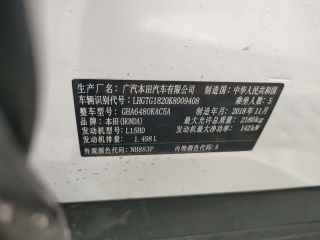 生产厂名：广汽本田汽车有限公司 制造国：中华人民共和国
车辆识别代号：LHGTG1820K8009408 乘坐人数：5
整车型号：GHA6480KAC5A 制造年月：2018年11月
品牌：本田(HONDA) 最大允许总质量：2180kg
发动机型号：L15BD 发动机最大净功率：142kW
发动机排量：1.498L
外观颜色代码：NH883P 内饰颜色代码：A